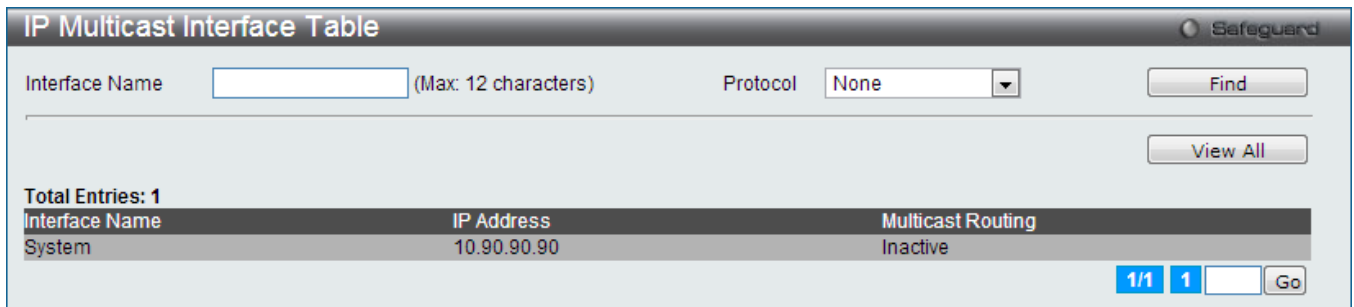 IP Multicast Interface Table
Safeguard
Interface Name (Max: 12 characters) Protocol None Find
View All
Total Entries: 1
Interface Name IP Address Multicast Routing
System 10.90.90.90 Inactive
1/1 1 Go